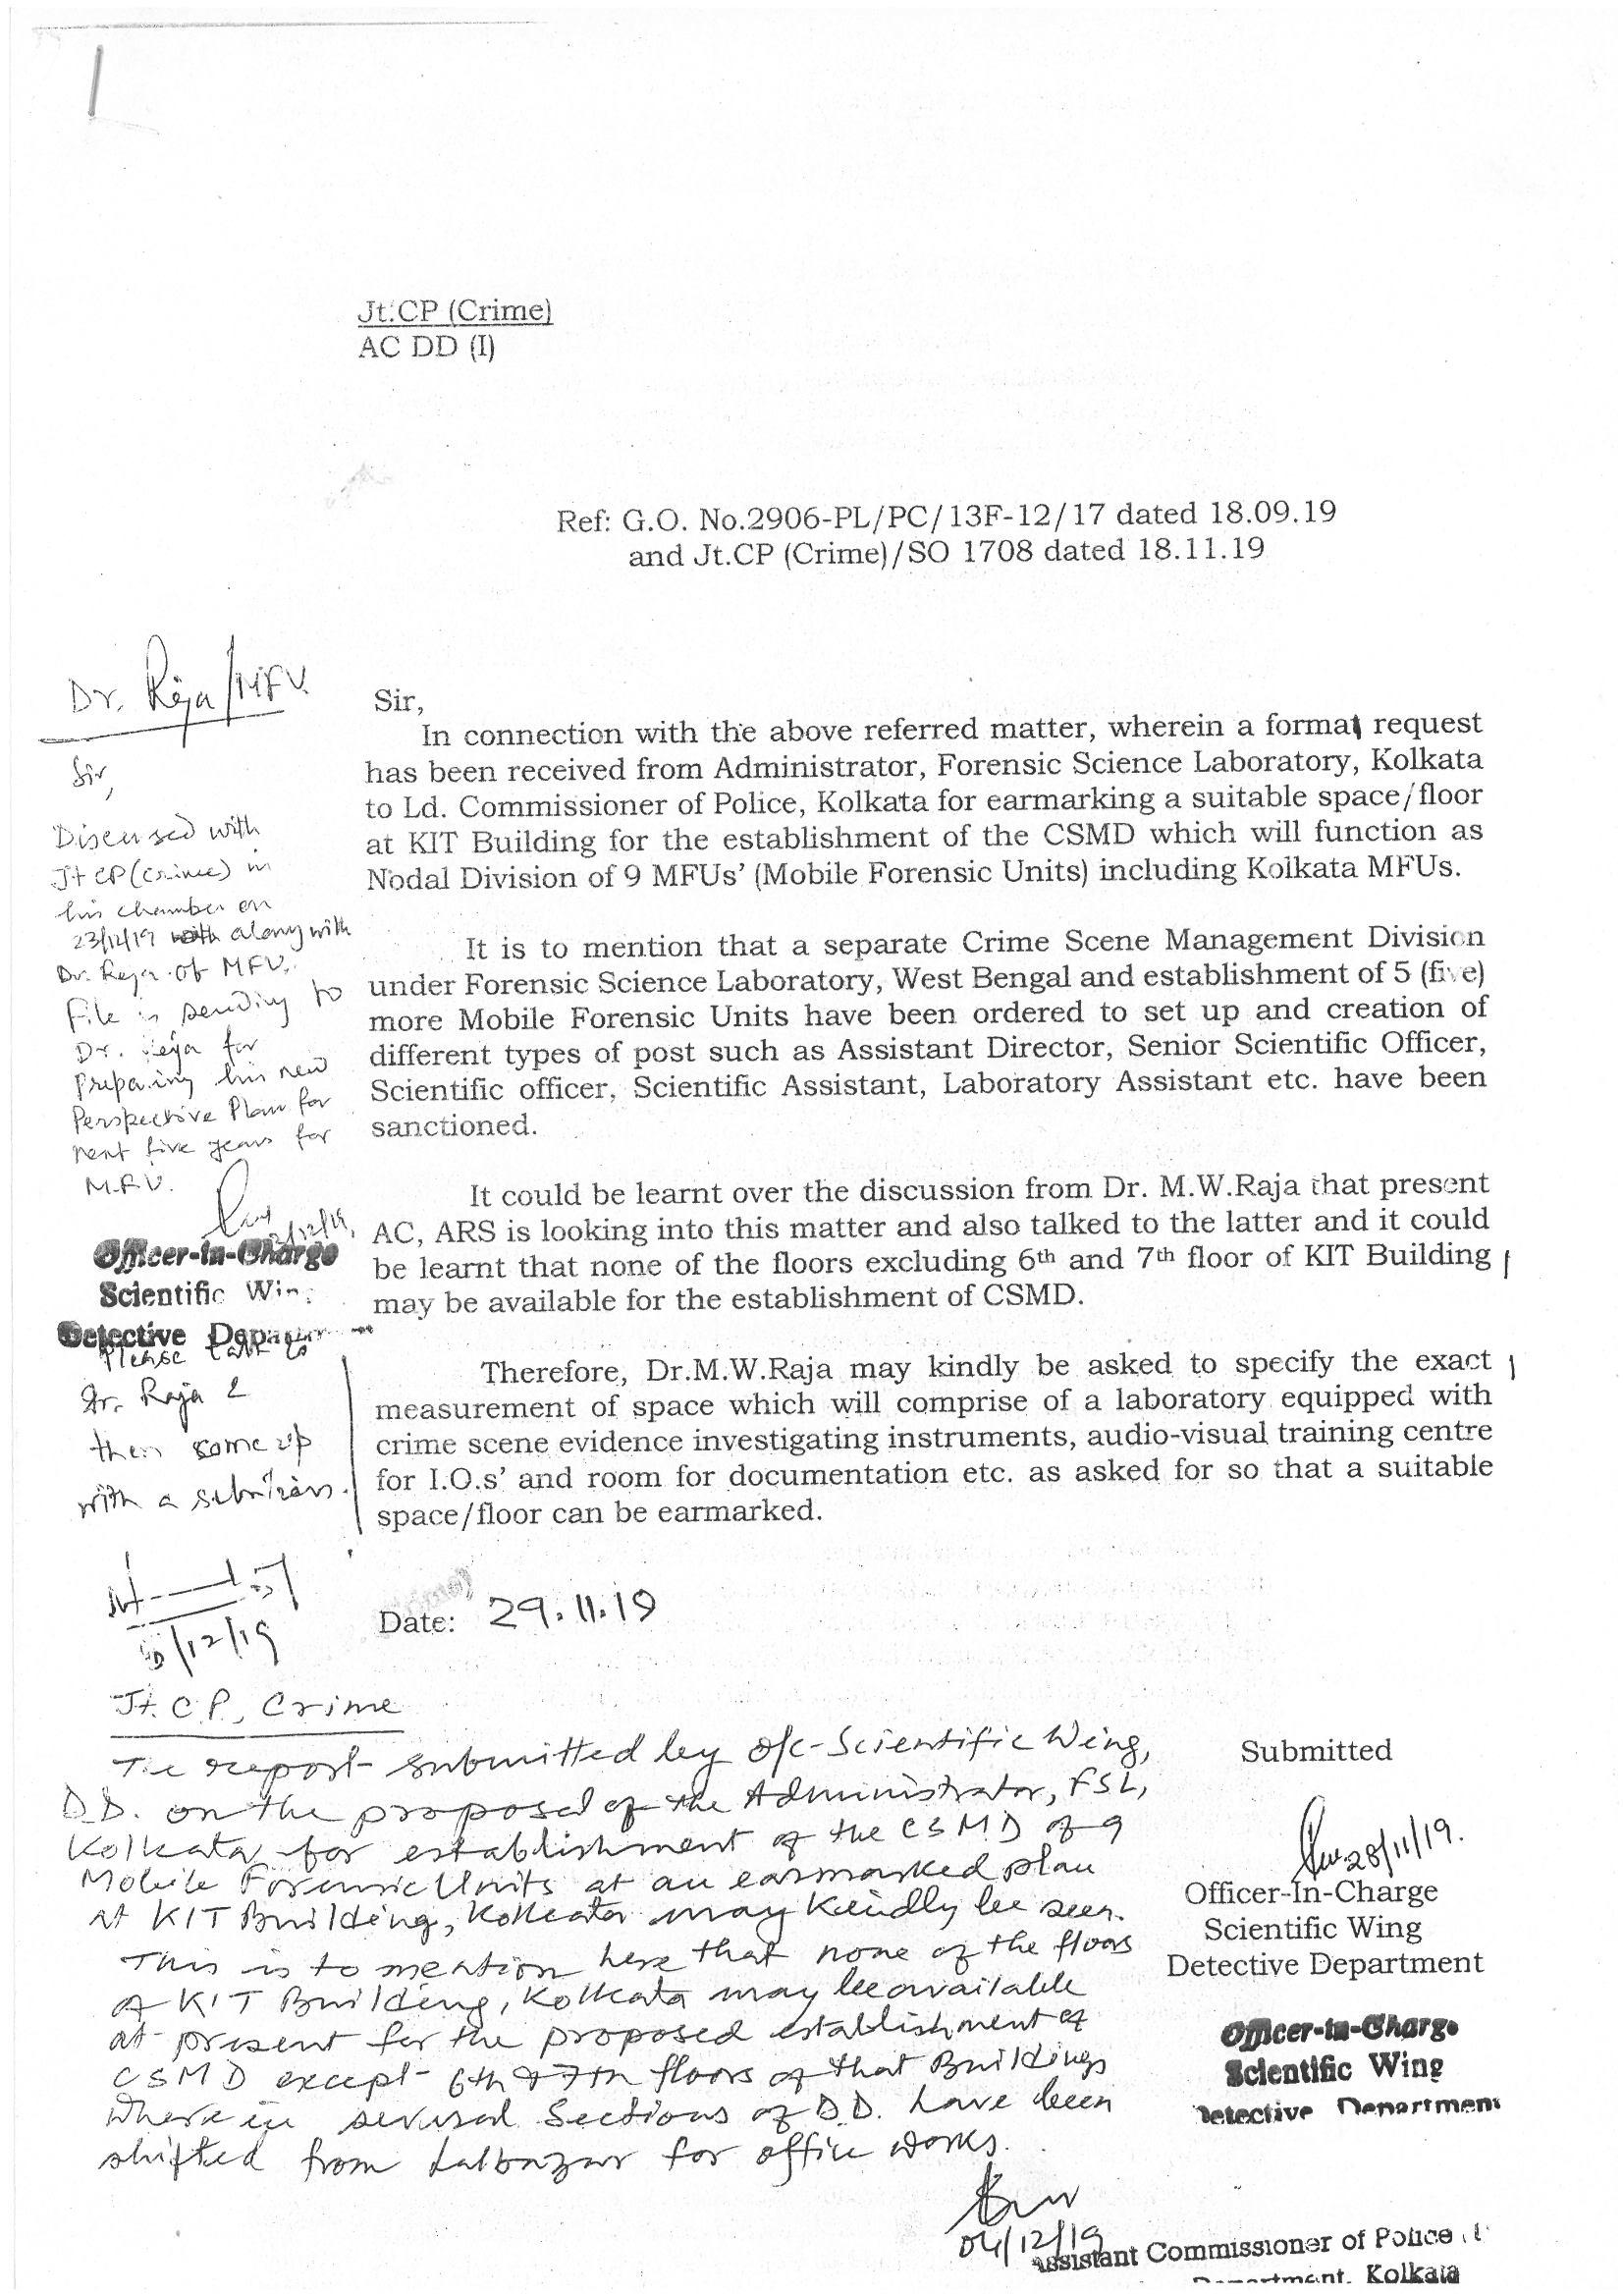 Jt.CP (Crime)
AC DD (I)
Ref: G.O. No.2906-PL/PC/13F-12/17 dated 18.09.19
and Jt.CP (Crime)/SO 1708 dated 18.11.19
Sir,
In connection with the above referred matter, wherein a formal request
has been received from Administrator, Forensic Science Laboratory, Kolkata
to Ld. Commissioner of Police, Kolkata for earmarking a suitable space/floor
at KIT Building for the establishment of the CSMD which will function as
Nodal Division of 9 MFUs' (Mobile Forensic Units) including Kolkata MFUs.
It is to mention that a separate Crime Scene Management Division
under Forensic Science Laboratory, West Bengal and establishment of 5 (five)
more Mobile Forensic Units have been ordered to set up and creation of
different types of post such as Assistant Director, Senior Scientific Officer,
Scientific officer, Scientific Assistant, Laboratory Assistant etc. have been
sanctioned.
It could be learnt over the discussion from Dr. M.W.Raja that present
AC, ARS is looking into this matter and also talked to the latter and it could
be learnt that none of the floors excluding 6th and 7th floor of KIT Building
may be available for the establishment of CSMD.
Therefore, Dr.M.W.Raja may kindly be asked to specify the exact
measurement of space which will comprise of a laboratory equipped with
crime scene evidence investigating instruments, audio-visual training centre
for I.O.s' and room for documentation etc. as asked for so that a suitable
space/floor can be earmarked.
Date: 29.11.19
Submitted
28/11/19.
Officer-In-Charge
Scientific Wing
Detective Department
Officer-in-Charge
Scientific Wing
Detective Department
Dr. Reja/MFU.
Sir,
Discussed with
Jt CP (Crime) in
his chamber on
23/12/19 with along with
Dr. Reja of MFU.
File is sending to
Dr. Reja for
Preparing his new
Perspective Plan for
next five years for
M.F.U.
Officer-in-Charge
Scientific Wing
Detective Department
Please talk to
Dr. Raja &
then come up
with a submission.
/12/19
Jt. C.P, Crime
The report submitted by o/c-Scientific Wing,
D.D. on the proposal of the Administrator, FSL,
Kolkata for establishment of the CSMD of 9
Mobile Forensic Units at an earmarked plan
at KIT Building, Kolkata may kindly be seen.
This is to mention here that none of the floors
of KIT Building, Kolkata may be available
at present for the proposed establishment of
CSMD except 6th & 7th floors of that Buildings
wherein several Sections of D.D. have been
shifted from Lalbazar for office works.
04/12/19
Assistant Commissioner of Police
Department, Kolkata